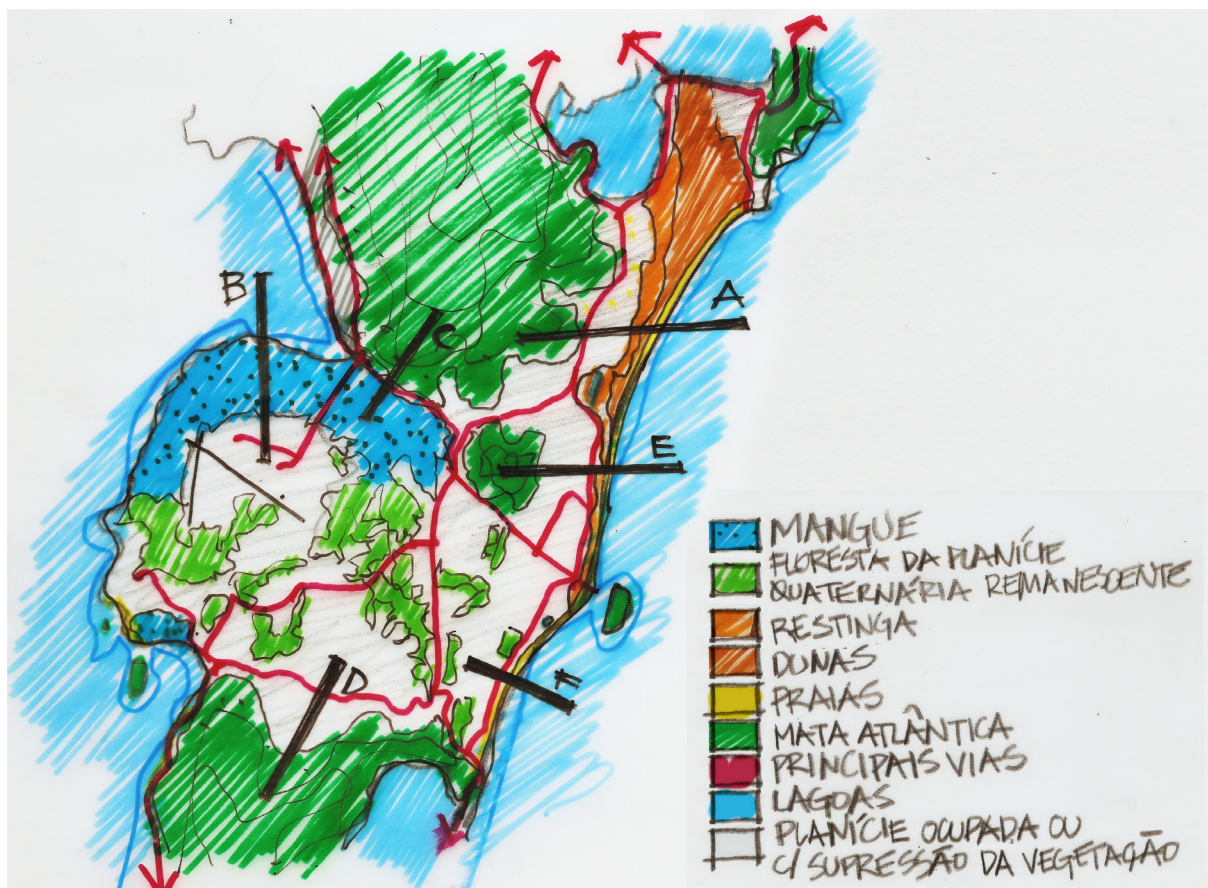 B
A
C
E
D
F
MANGUE
FLORESTA DA PLANÍCIE
QUATERNÁRIA REMANESCENTE
RESTINGA
DUNAS
PRAIAS
MATA ATLÂNTICA
PRINCIPAIS VIAS
LAGOAS
PLANÍCIE OCUPADA OU
C/ SUPRESSÃO DA VEGETAÇÃO